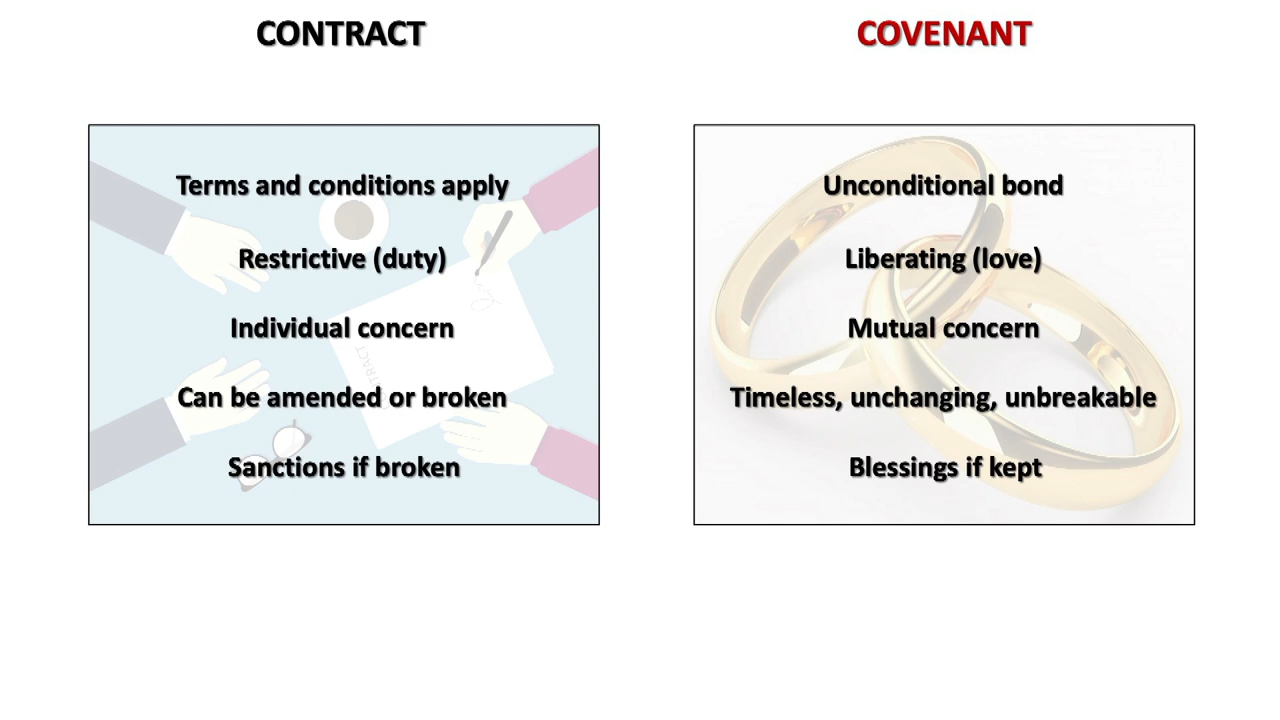 CONTRACT
COVENANT
Terms and conditions apply
Restrictive (duty)
Individual concern
Can be amended or broken
Sanctions if broken
Unconditional bond
Liberating (love)
Mutual concern
Timeless, unchanging, unbreakable
Blessings if kept